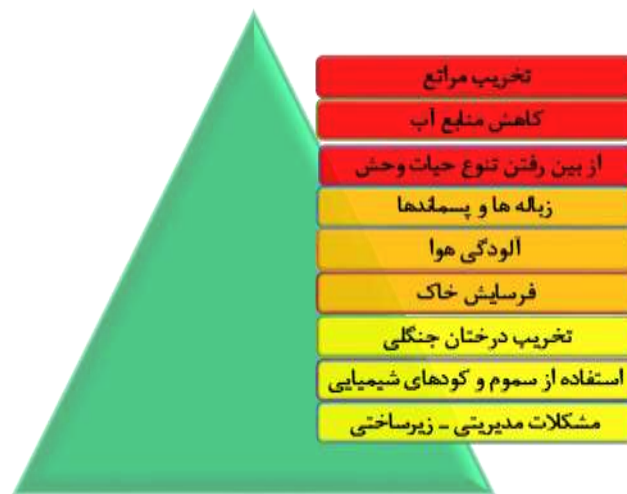 تخریب مراتع
کاهش منابع آب
از بین رفتن تنوع حیات وحش
زباله ها و پسماندها
آلودگی هوا
فرسایش خاک
تخریب درختان جنگلی
استفاده از سموم و کودهای شیمیایی
مشکلات مدیریتی - زیرساختی